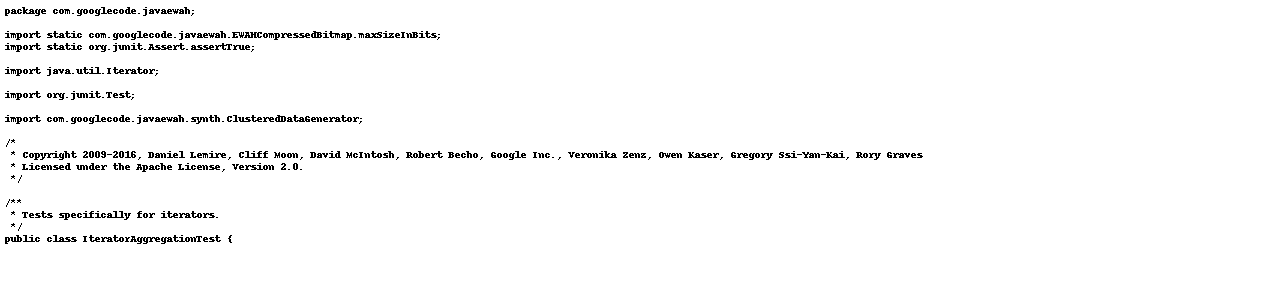 package com.googlecode.javaewah;
import static com.googlecode.javaewah.EWAHCompressedBitmap.maxSizeInBits;
import static org.junit.Assert.assertTrue;
import java.util.Iterator;
import org.junit.Test;
import com.googlecode.javaewah.synth.ClusteredDataGenerator;
/*
 * Copyright 2009-2016, Daniel Lemire, Cliff Moon, David McIntosh, Robert Becho, Google Inc., Veronika Zenz, Owen Kaser, Gregory Ssi-Yan-Kai, Rory Graves
 * Licensed under the Apache License, Version 2.0.
 */
/**
 * Tests specifically for iterators.
 */
public class IteratorAggregationTest {